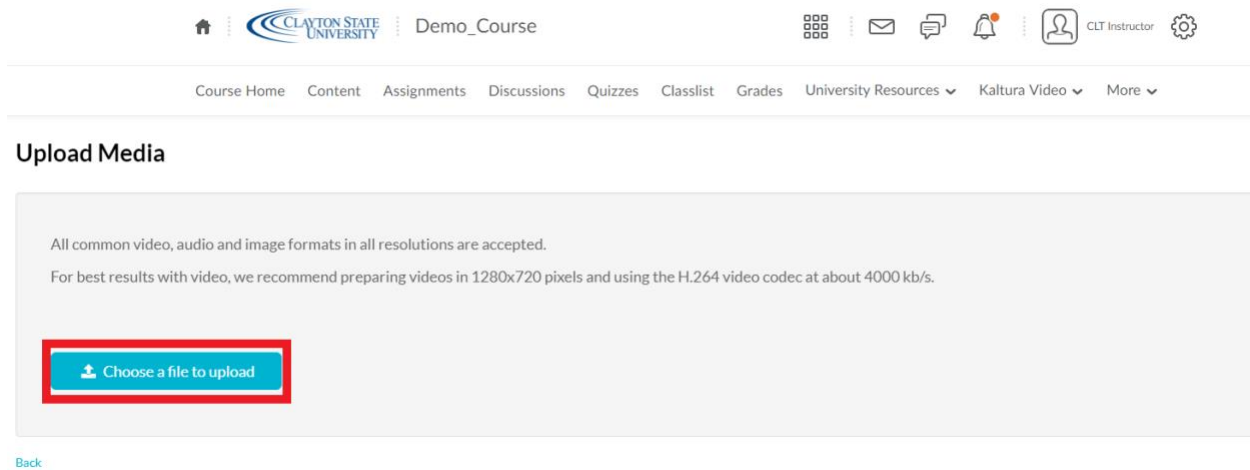 CLAYTON STATE
UNIVERSITY
Demo_Course
CLT Instructor
Course Home Content Assignments Discussions Quizzes Classlist Grades University Resources Kaltura Video More
Upload Media
All common video, audio and image formats in all resolutions are accepted.
For best results with video, we recommend preparing videos in 1280x720 pixels and using the H.264 video codec at about 4000 kb/s.
Choose a file to upload
Back